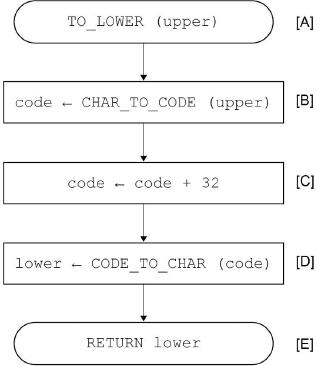 TO_LOWER (upper) [A]
code ← CHAR_TO_CODE (upper) [B]
code ← code + 32 [C]
lower ← CODE_TO_CHAR (code) [D]
RETURN lower [E]